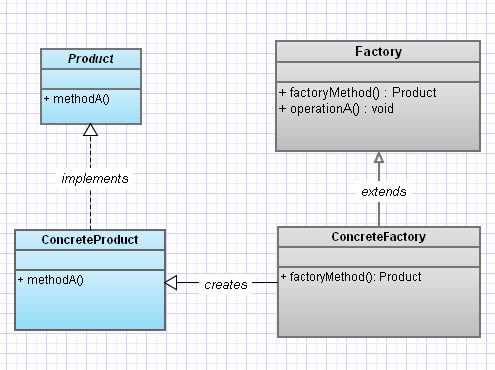 Product
+ methodA()
Factory
+ factoryMethod() : Product
+ operationA() : void
implements
extends
ConcreteProduct
+ methodA()
creates
ConcreteFactory
+ factoryMethod(): Product